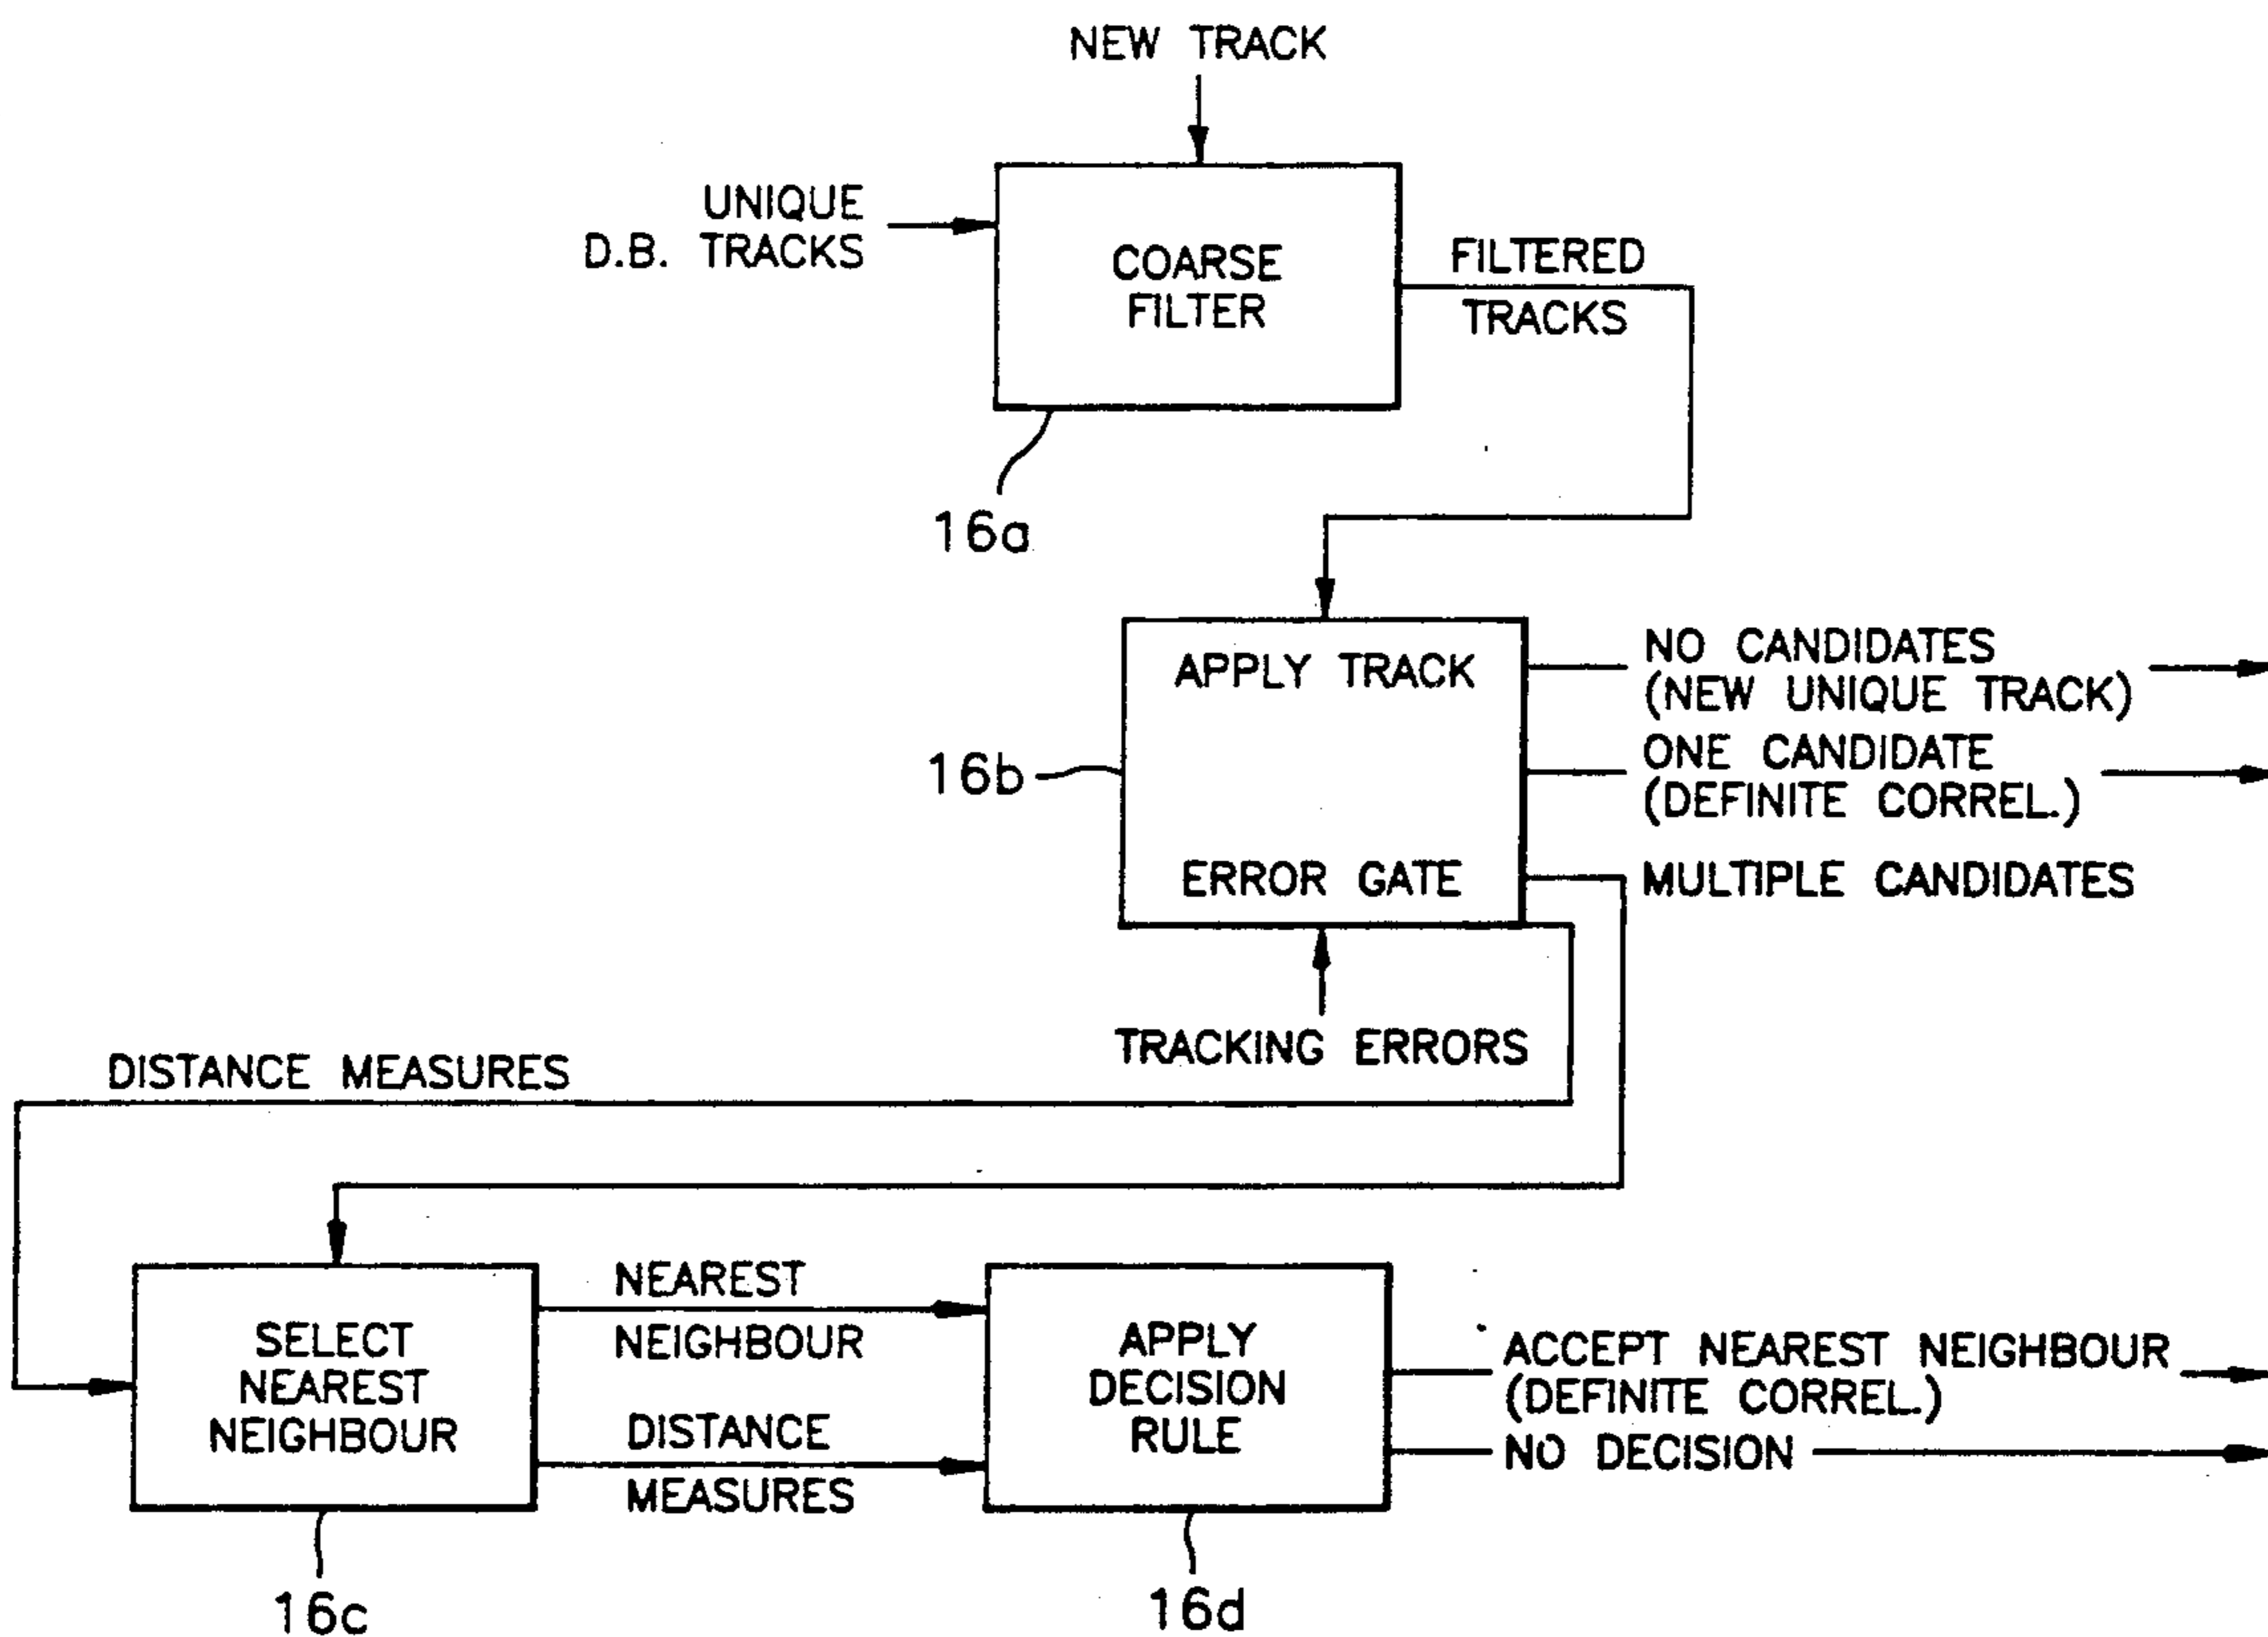 NEW TRACK
UNIQUE
D.B. TRACKS
COARSE
FILTER
FILTERED
TRACKS
16a
APPLY TRACK
ERROR GATE
16b
NO CANDIDATES
(NEW UNIQUE TRACK)
ONE CANDIDATE
(DEFINITE CORREL.)
MULTIPLE CANDIDATES
TRACKING ERRORS
DISTANCE MEASURES
SELECT
NEAREST
NEIGHBOUR
NEAREST
NEIGHBOUR
DISTANCE
MEASURES
APPLY
DECISION
RULE
ACCEPT NEAREST NEIGHBOUR
(DEFINITE CORREL.)
NO DECISION
16c
16d